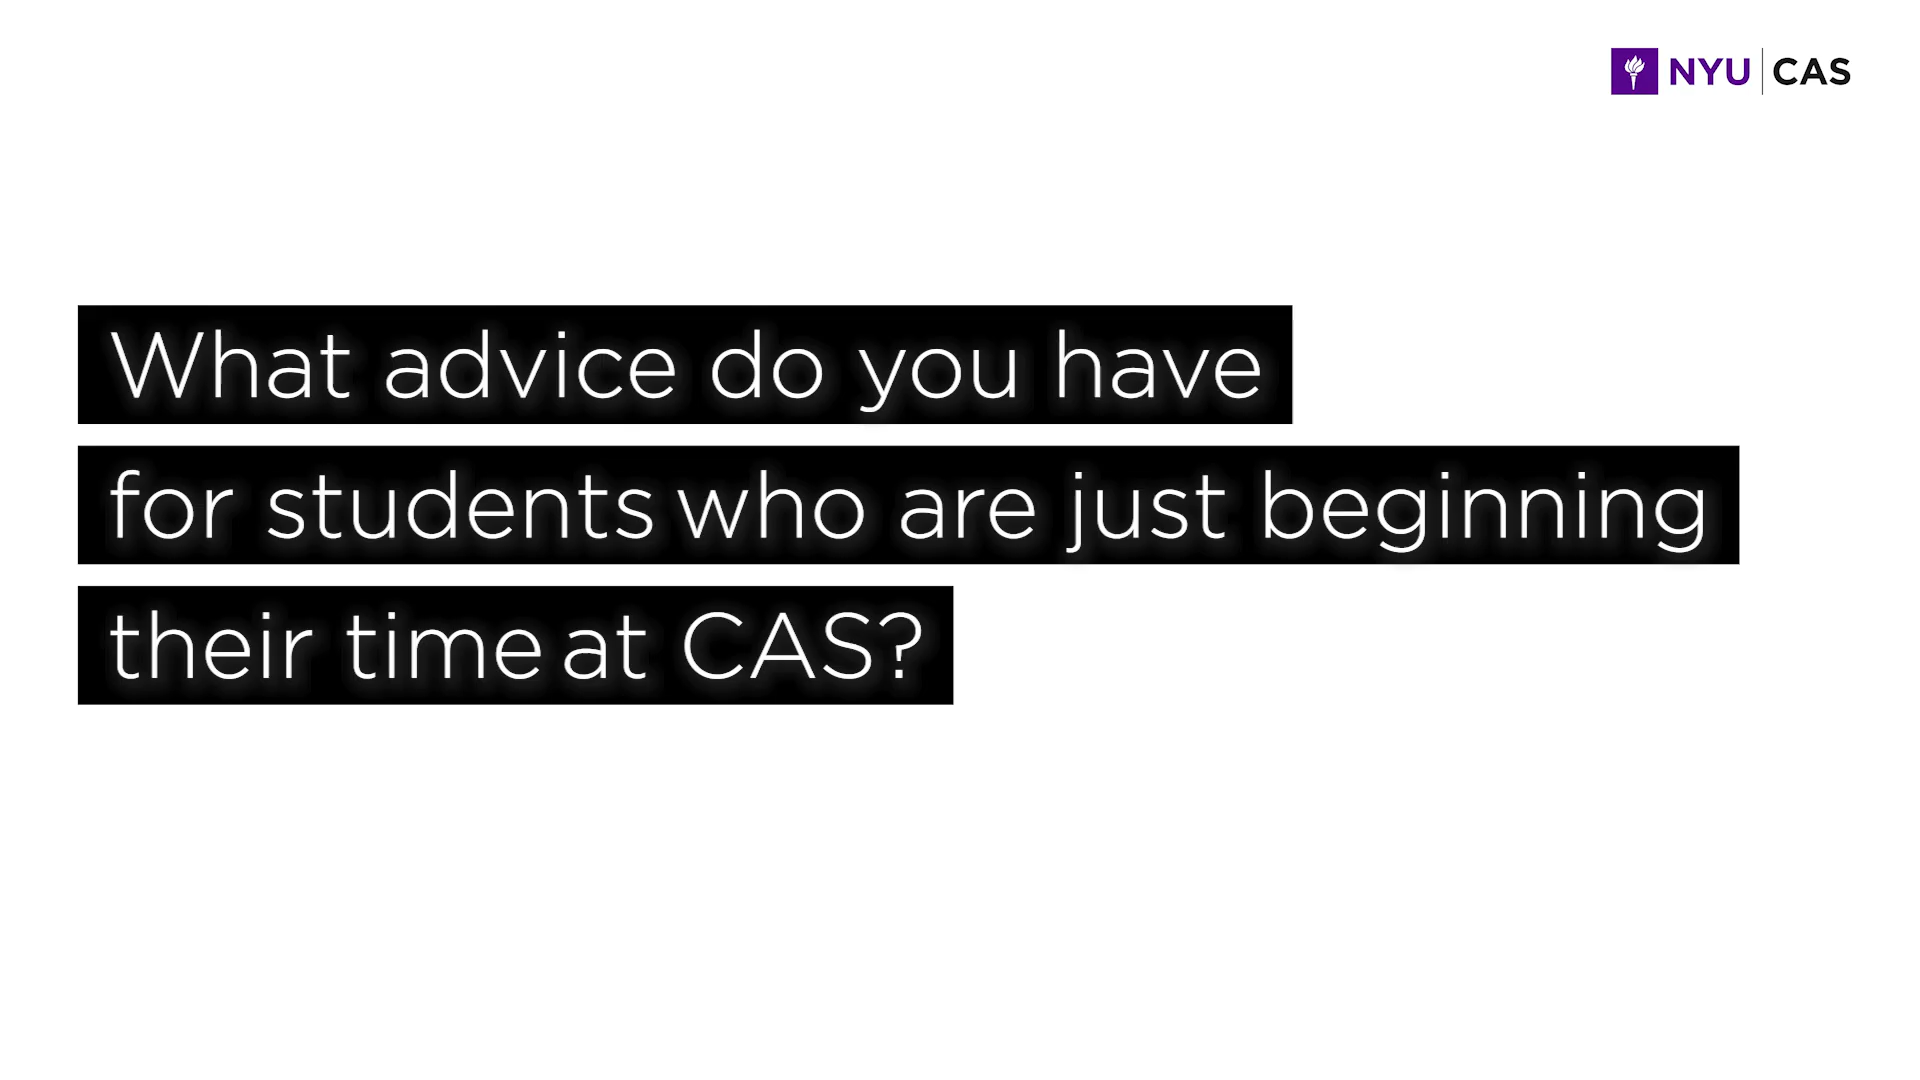 NYU | CAS
What advice do you have
for students who are just beginning
their time at CAS?